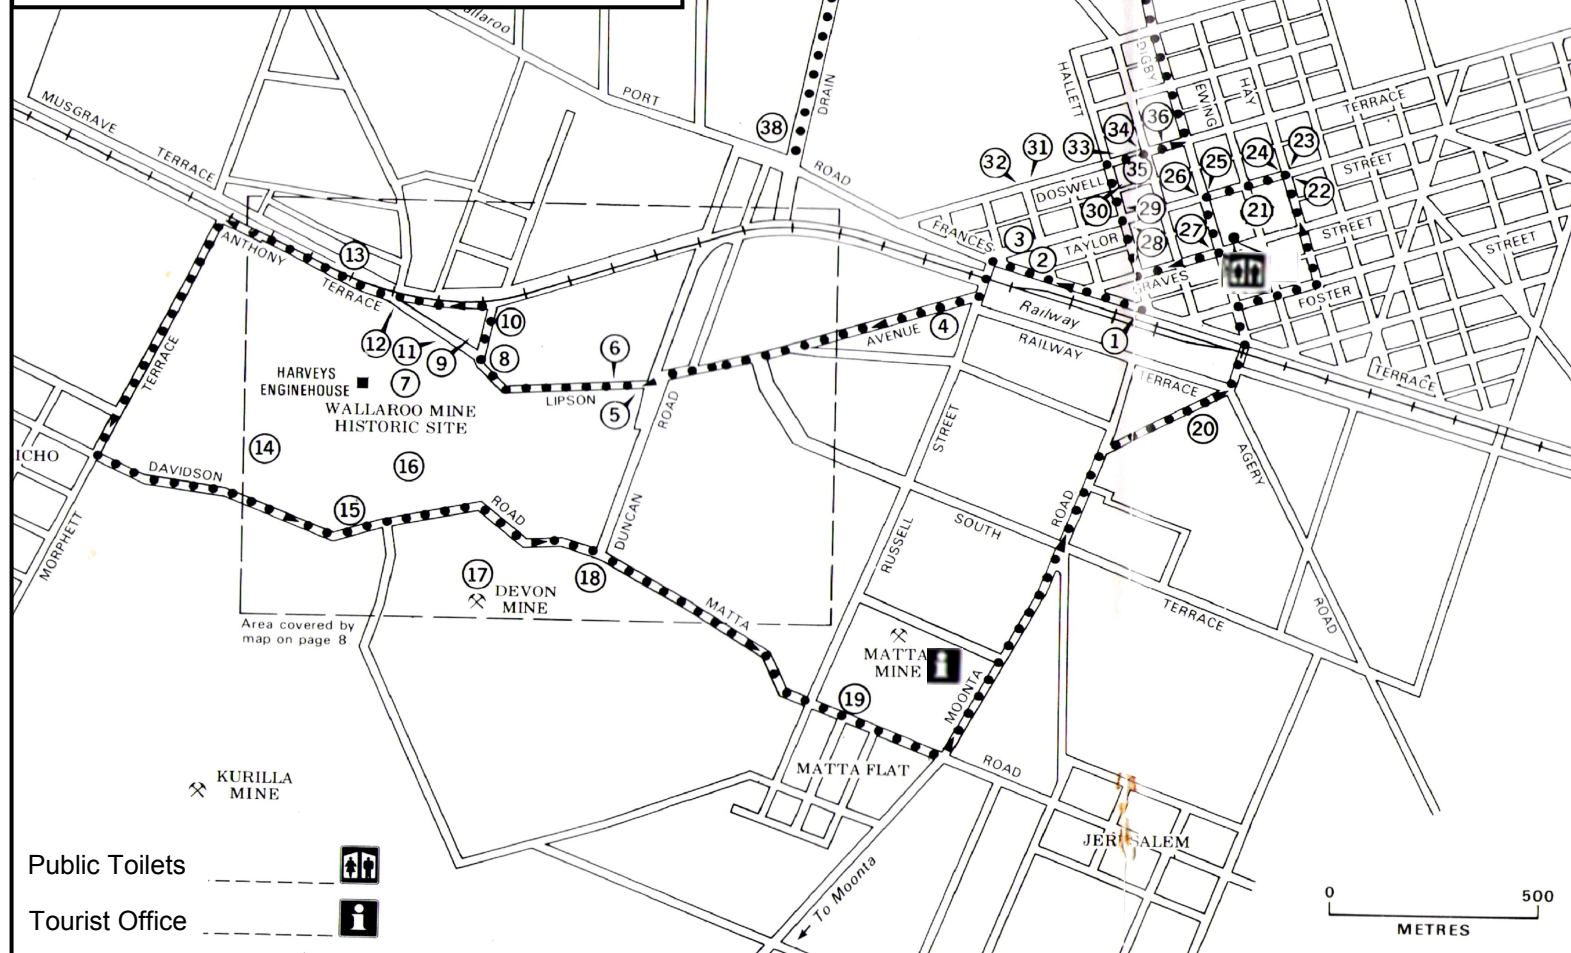 allaroo
PORT
ROAD
DRAIN
38
MUSGRAVE
TERRACE
HALLETT
DIGBY
EWING
HAY
TERRACE
STREET
STREET
STREET
36
34
33
35
31
32
26
25
24
23
22
21
DOSWELL
30
29
28
27
FRANCES
TAYLOR
GRAVES
FOSTER
3
2
1
Railway
RAILWAY
TERRACE
TERRACE
ANTHONY
TERRACE
13
12
11
10
9
8
7
6
5
4
AVENUE
LIPSON
ROAD
DUNCAN
HARVEYS
ENGINEHOUSE
WALLAROO MINE
HISTORIC SITE
TERRACE
ICHO
MORPHETT
14
16
15
DAVIDSON
ROAD
17
DEVON
MINE
18
MATTA
Area covered by
map on page 8
STREET
RUSSELL
SOUTH
TERRACE
ROAD
MOONTA
20
AGERY
ROAD
MATTA
MINE
19
MATTA FLAT
ROAD
JERUSALEM
To Moonta
KURILLA
MINE
Public Toilets
Tourist Office
0 500
METRES